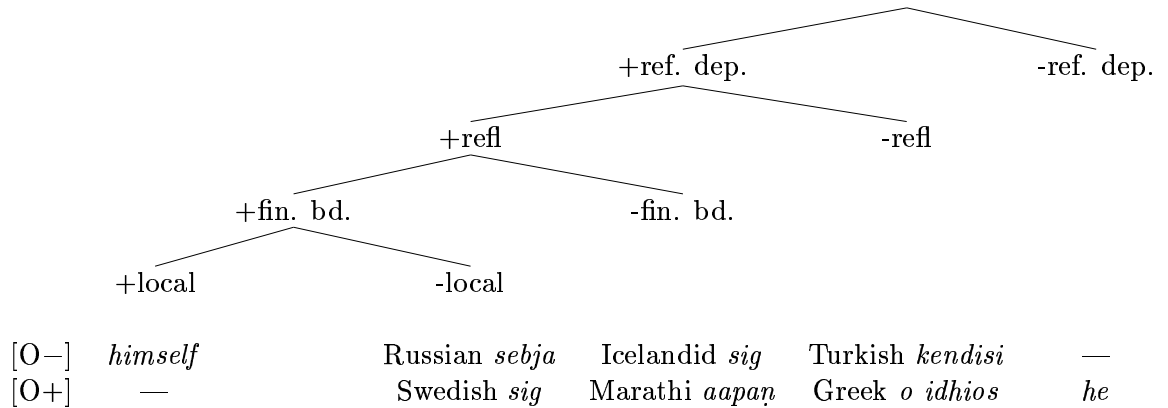 +ref. dep. -ref. dep.
+refl -refl
+fin. bd. -fin. bd.
+local -local
[O−] himself Russian sebja Icelandid sig Turkish kendisi —
[O+] — Swedish sig Marathi aapaṇ Greek o idhios he